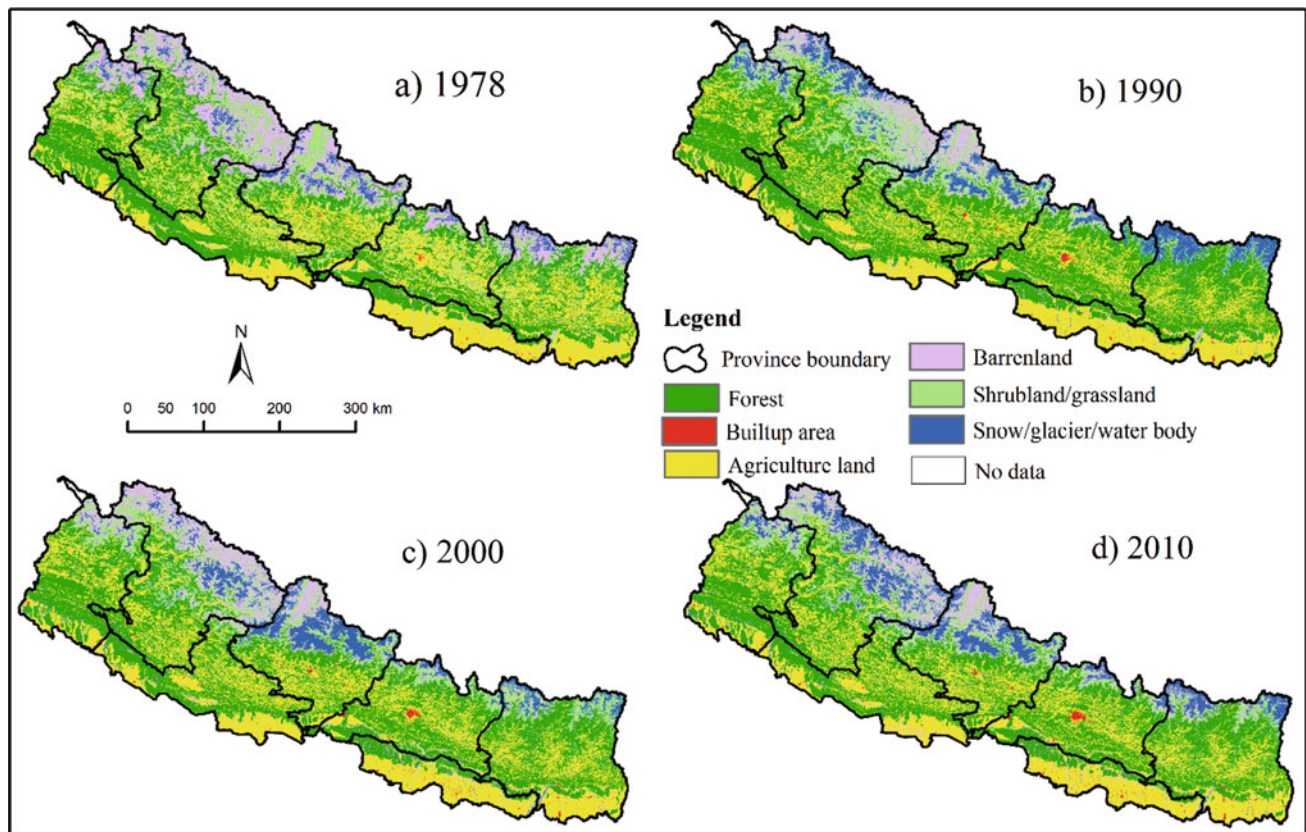 a) 1978
b) 1990
Legend
Province boundary
Forest
Builtup area
Agriculture land
Barrenland
Shrubland/grassland
Snow/glacier/water body
No data
N
0 50 100 200 300 km
c) 2000
d) 2010